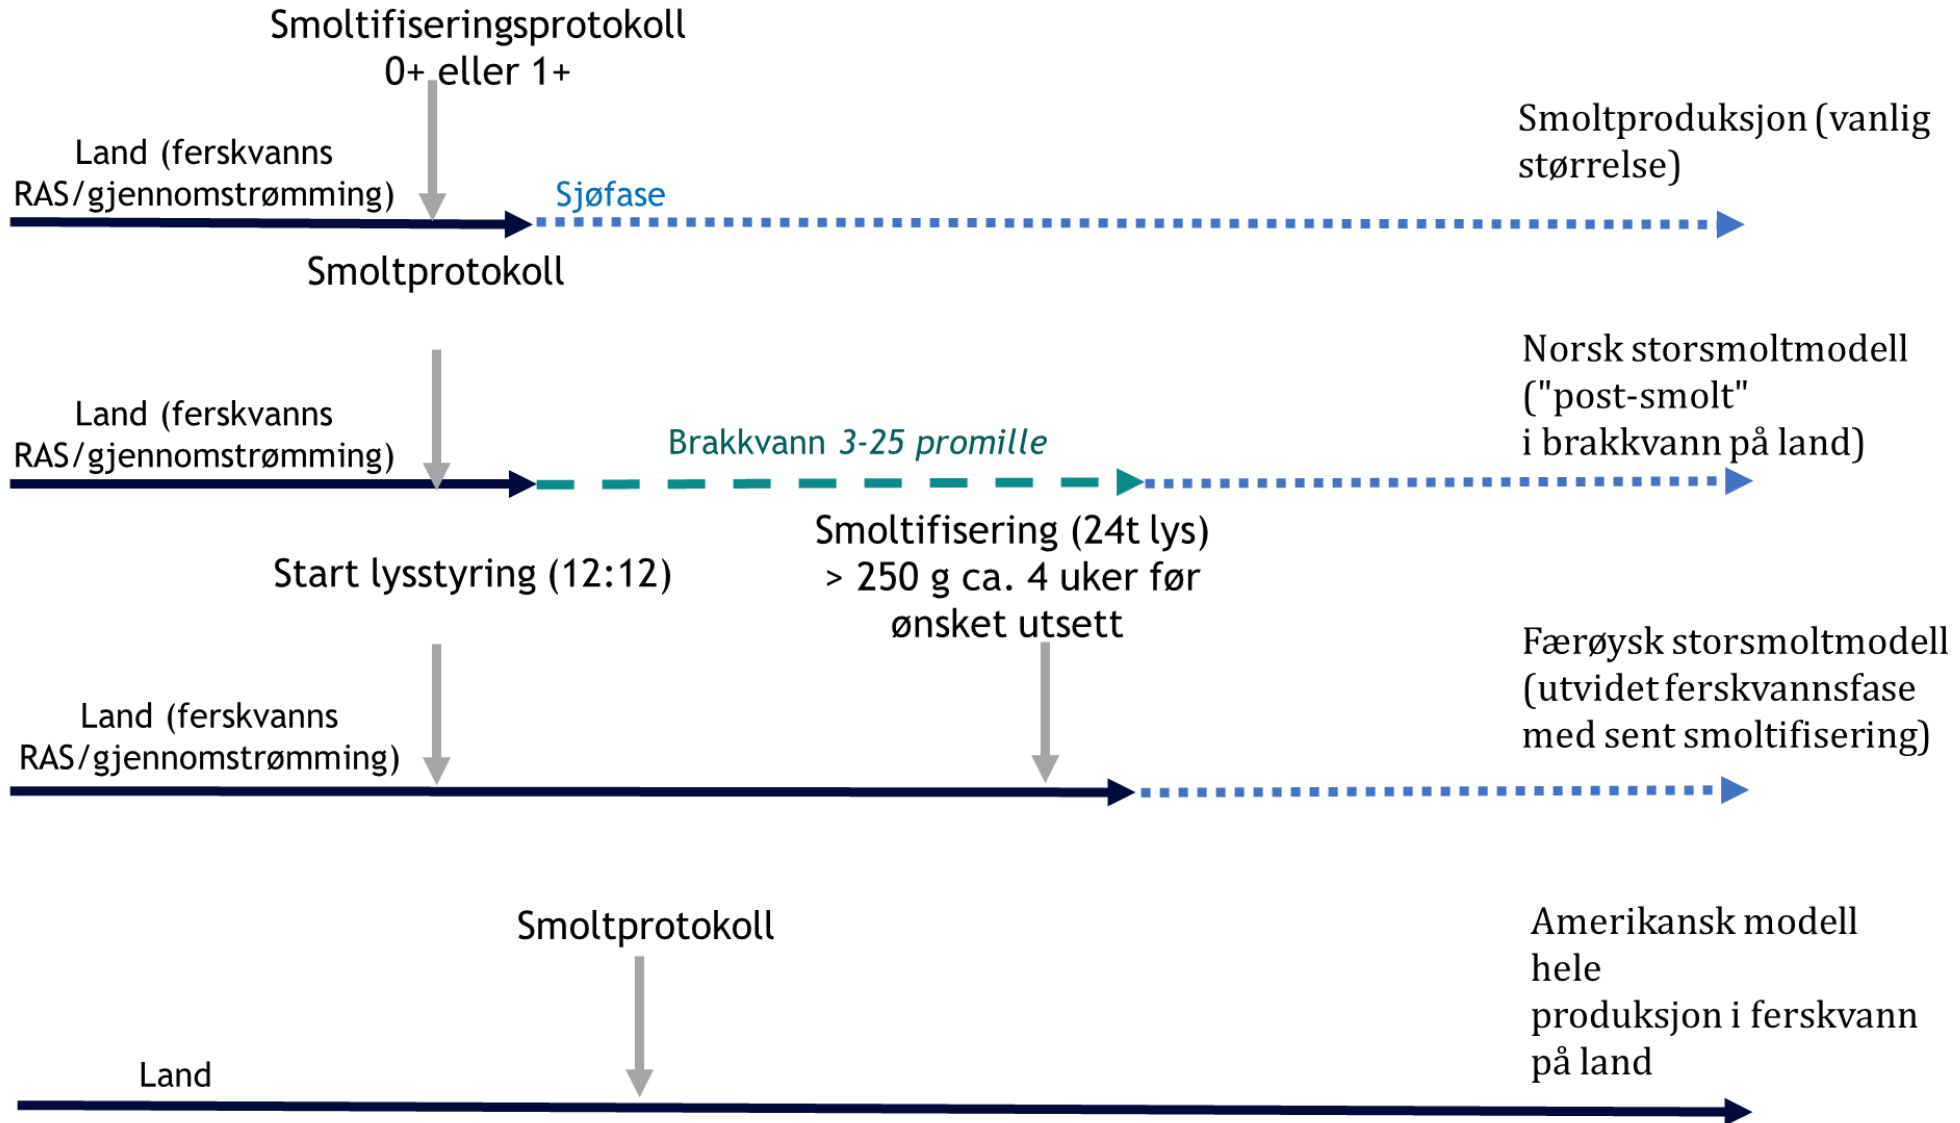 Smoltifiseringsprotokoll
0+ eller 1+
Land (ferskvanns
RAS/gjennomstrømming)
Sjøfase
Smoltproduksjon (vanlig
størrelse)
Smoltprotokoll
Land (ferskvanns
RAS/gjennomstrømming)
Brakkvann 3-25 promille
Norsk storsmoltmodell
("post-smolt"
i brakkvann på land)
Start lysstyring (12:12)
Smoltifisering (24t lys)
> 250 g ca. 4 uker før
ønsket utsett
Land (ferskvanns
RAS/gjennomstrømming)
Færøysk storsmoltmodell
(utvidet ferskvannsfase
med sent smoltifisering)
Smoltprotokoll
Land
Amerikansk modell
hele
produksjon i ferskvann
på land